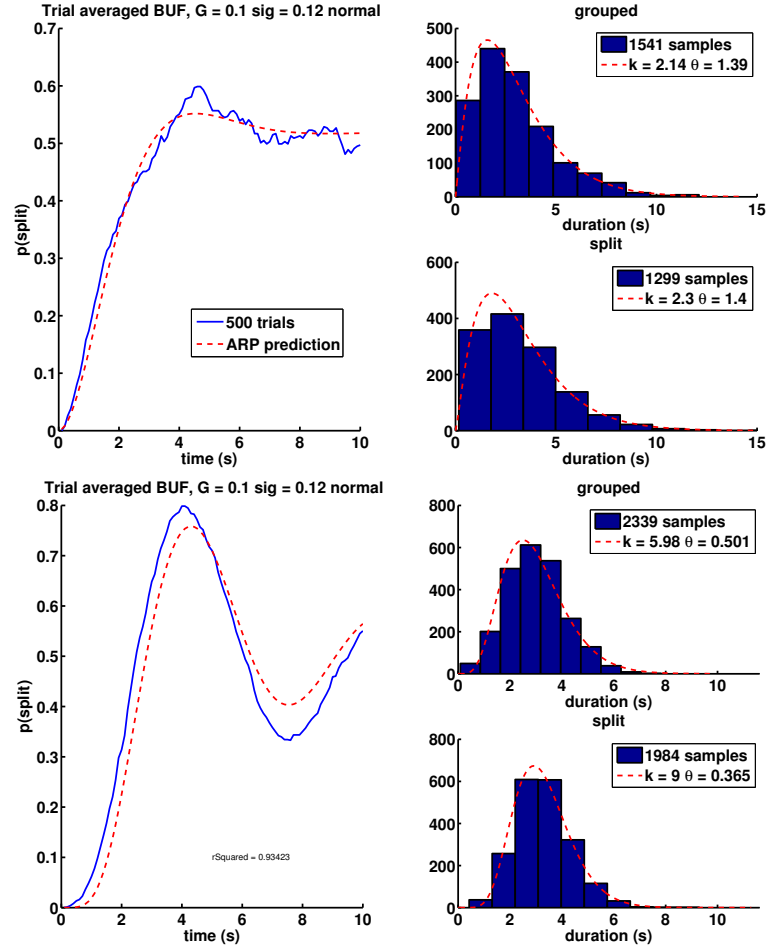 Trial averaged BUF, G = 0.1 sig = 0.12 normal
0.7
0.6
0.5
0.4
0.3
0.2
0.1
0
p(split)
500 trials
ARP prediction
0 2 4 6 8 10
time (s)
grouped
500
400
300
200
100
0
1541 samples
k = 2.14 θ = 1.39
0 5 10 15
duration (s)
split
600
400
200
0
1299 samples
k = 2.3 θ = 1.4
0 5 10 15
duration (s)
Trial averaged BUF, G = 0.1 sig = 0.12 normal
0.8
0.7
0.6
0.5
0.4
0.3
0.2
0.1
0
p(split)
rSquared = 0.93423
0 2 4 6 8 10
time (s)
grouped
800
600
400
200
0
2339 samples
k = 5.98 θ = 0.501
0 2 4 6 8 10
duration (s)
split
800
600
400
200
0
1984 samples
k = 9 θ = 0.365
0 2 4 6 8 10
duration (s)